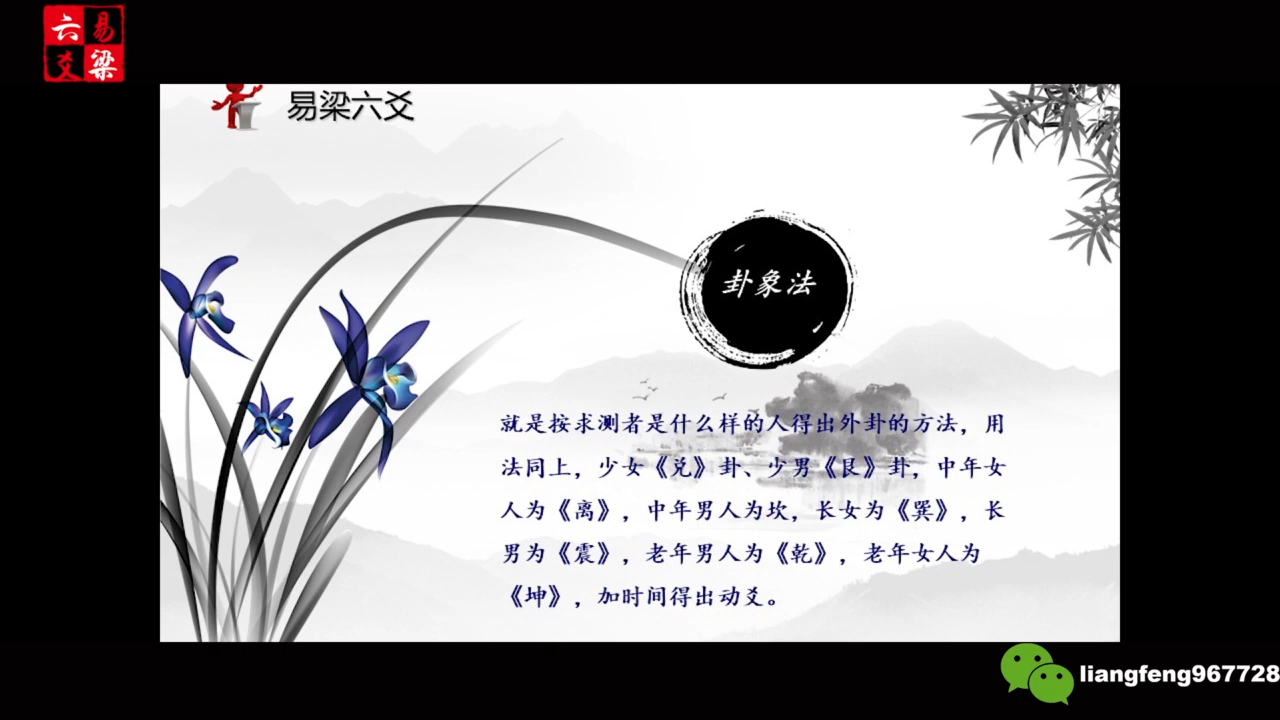 六易
爻梁
易梁六爻
卦象法
就是按求测者是什么样的人得出外卦的方法，用
法同上，少女《兑》卦、少男《艮》卦，中年女
人为《离》，中年男人为坎，长女为《巽》，长
男为《震》，老年男人为《乾》，老年女人为
《坤》，加时间得出动爻。
liangfeng967728